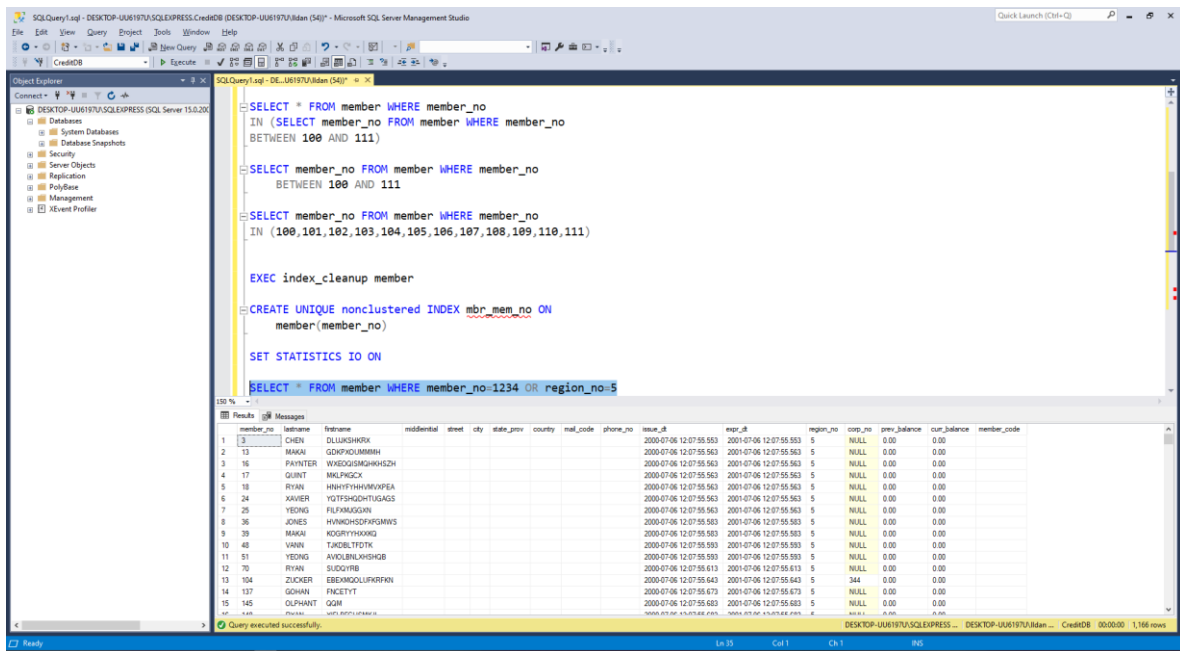 SQLQuery1.sql - DESKTOP-UU6197U\SQLEXPRESS.CreditDB (DESKTOP-UU6197U\Ildan (54))* - Microsoft SQL Server Management Studio
Quick Launch (Ctrl+Q)
File Edit View Query Project Tools Window Help
New Query
CreditDB Execute
Object Explorer
SQLQuery1.sql - DE...U6197U\Ildan (54))*
Connect
DESKTOP-UU6197U\SQLEXPRESS (SQL Server 15.0.200
Databases
System Databases
Database Snapshots
Security
Server Objects
Replication
PolyBase
Management
XEvent Profiler
SELECT * FROM member WHERE member_no
IN (SELECT member_no FROM member WHERE member_no
BETWEEN 100 AND 111)
SELECT member_no FROM member WHERE member_no
BETWEEN 100 AND 111
SELECT member_no FROM member WHERE member_no
IN (100,101,102,103,104,105,106,107,108,109,110,111)
EXEC index_cleanup member
CREATE UNIQUE nonclustered INDEX mbr_mem_no ON
member(member_no)
SET STATISTICS IO ON
SELECT * FROM member WHERE member_no=1234 OR region_no=5
150 %
Results Messages
member_no lastname firstname middleinitial street city state_prov country mail_code phone_no issue_dt expr_dt region_no corp_no prev_balance curr_balance member_code
1 3 CHEN DLUJKSHKRX 2000-07-06 12:07:55.553 2001-07-06 12:07:55.553 5 NULL 0.00 0.00
2 13 MAKAI GDKPXOUMMMH 2000-07-06 12:07:55.563 2001-07-06 12:07:55.563 5 NULL 0.00 0.00
3 16 PAYNTER WXEOQISMQHKHSZH 2000-07-06 12:07:55.563 2001-07-06 12:07:55.563 5 NULL 0.00 0.00
4 17 QUINT MKLPKGCX 2000-07-06 12:07:55.563 2001-07-06 12:07:55.563 5 NULL 0.00 0.00
5 18 RYAN HNHYFYHHVMVXPEA 2000-07-06 12:07:55.563 2001-07-06 12:07:55.563 5 NULL 0.00 0.00
6 24 XAVIER YQTFSHQDHTUGAGS 2000-07-06 12:07:55.563 2001-07-06 12:07:55.563 5 NULL 0.00 0.00
7 25 YEONG FILFXMJGGXN 2000-07-06 12:07:55.563 2001-07-06 12:07:55.563 5 NULL 0.00 0.00
8 36 JONES HVNKOHSDFXFGMWS 2000-07-06 12:07:55.583 2001-07-06 12:07:55.583 5 NULL 0.00 0.00
9 39 MAKAI KOGRYYHXXKQ 2000-07-06 12:07:55.583 2001-07-06 12:07:55.583 5 NULL 0.00 0.00
10 48 VANN TJKDBLTFDTK 2000-07-06 12:07:55.593 2001-07-06 12:07:55.593 5 NULL 0.00 0.00
11 51 YEONG AVIOLBNLXHSHQB 2000-07-06 12:07:55.593 2001-07-06 12:07:55.593 5 NULL 0.00 0.00
12 70 RYAN SUDQYRB 2000-07-06 12:07:55.613 2001-07-06 12:07:55.613 5 NULL 0.00 0.00
13 104 ZUCKER EBEXMQOLUFKRFKN 2000-07-06 12:07:55.643 2001-07-06 12:07:55.643 5 344 0.00 0.00
14 137 GOHAN FNCETYT 2000-07-06 12:07:55.673 2001-07-06 12:07:55.673 5 NULL 0.00 0.00
15 145 OLPHANT QQM 2000-07-06 12:07:55.683 2001-07-06 12:07:55.683 5 NULL 0.00 0.00
Query executed successfully. DESKTOP-UU6197U\SQLEXPRESS ... DESKTOP-UU6197U\Ildan ... CreditDB 00:00:00 1,166 rows
Ready Ln 35 Col 1 Ch 1 INS